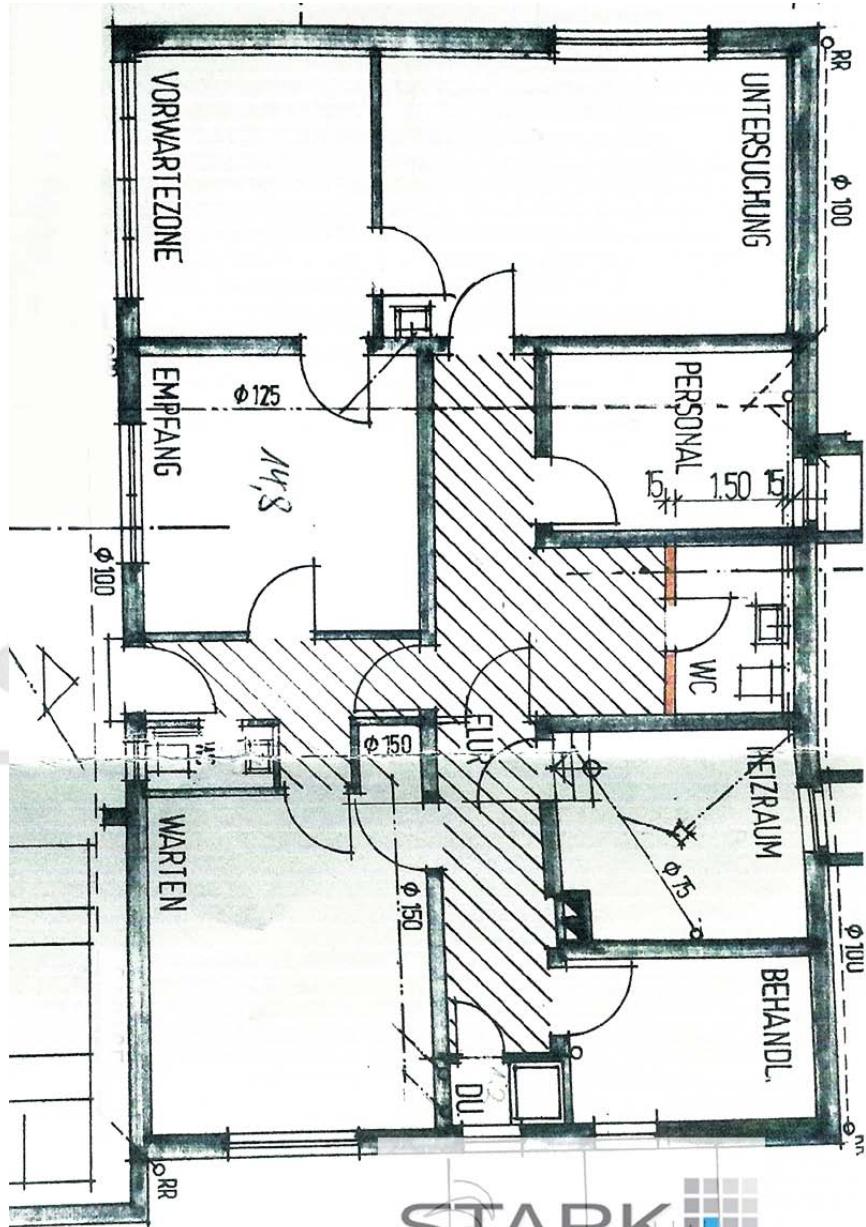 RR
ø 100
UNTERSUCHUNG
VORWARTEZONE
PERSONAL
15 1.50 15
EMPFANG
ø 125
14,8
ø 100
WC
FLUR
ø 150
HEIZRAUM
ø 75
WARTEN
ø 150
ø 100
BEHANDL.
DU.
RR
STARK